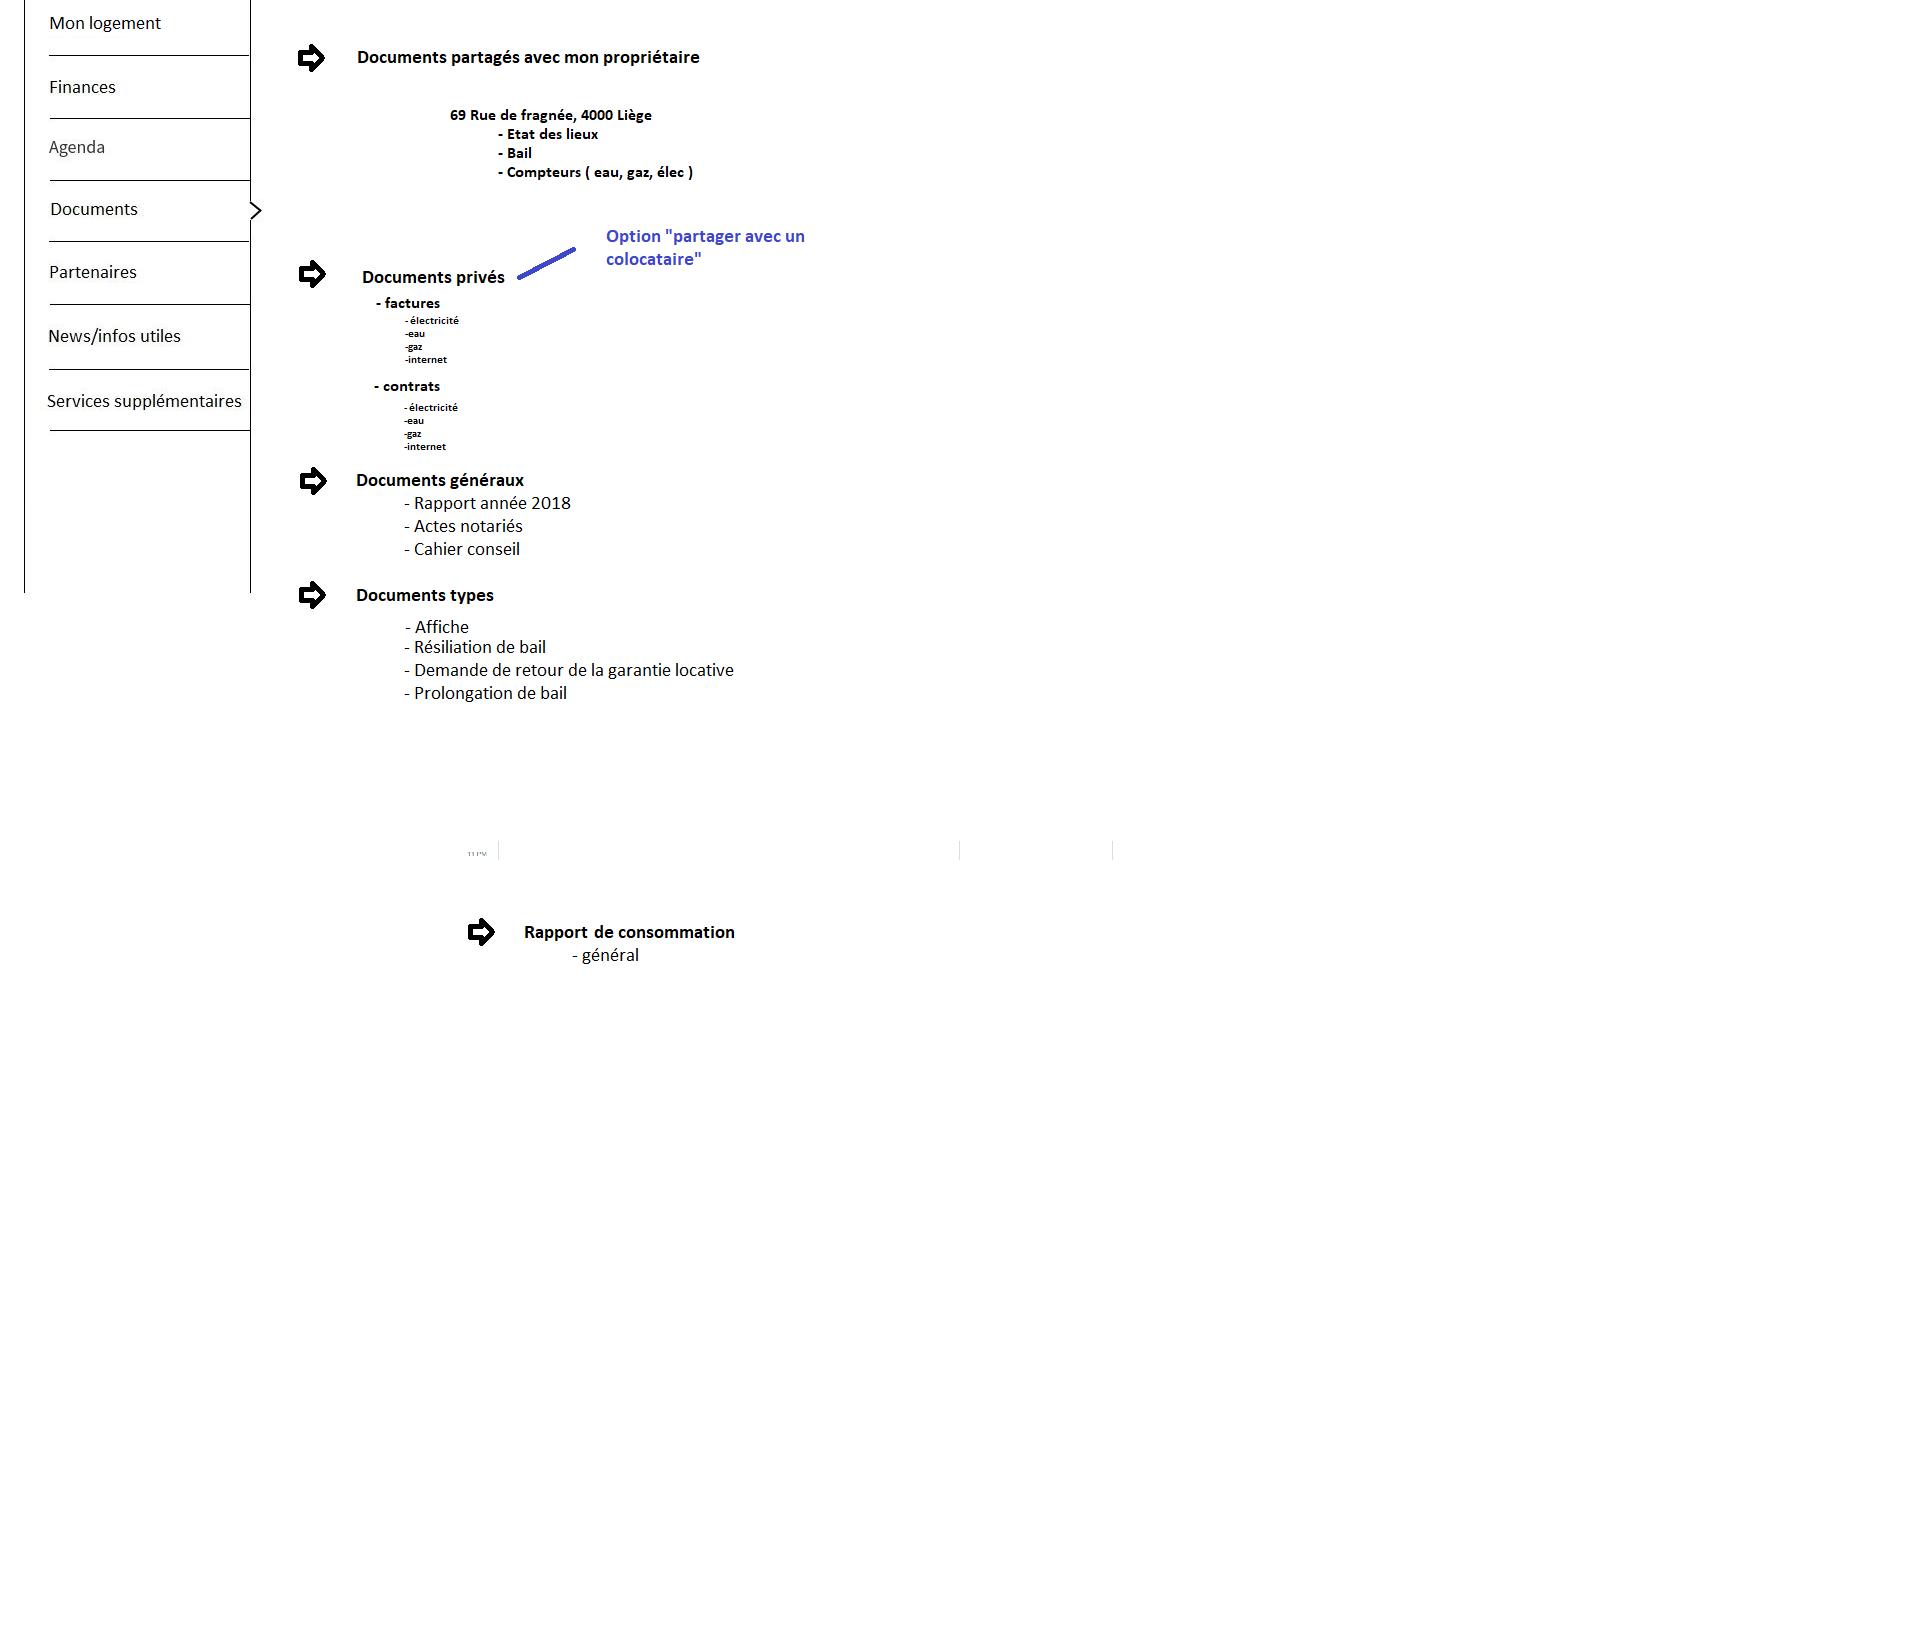 Mon logement
Finances
Agenda
Documents
Partenaires
News/infos utiles
Services supplémentaires
Documents partagés avec mon propriétaire
69 Rue de fragnée, 4000 Liège
- Etat des lieux
- Bail
- Compteurs ( eau, gaz, élec )
Option "partager avec un
colocataire"
Documents privés
- factures
- électricité
-eau
-gaz
-internet
- contrats
- électricité
-eau
-gaz
-internet
Documents généraux
- Rapport année 2018
- Actes notariés
- Cahier conseil
Documents types
- Affiche
- Résiliation de bail
- Demande de retour de la garantie locative
- Prolongation de bail
11 PM
Rapport de consommation
- général